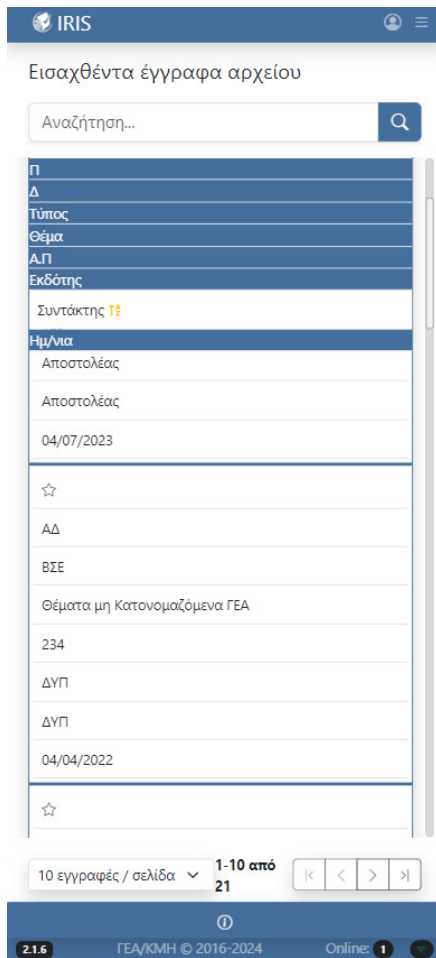 IRIS
Εισαχθέντα έγγραφα αρχείου
Αναζήτηση...
Π
Δ
Τύπος
Θέμα
Α.Π
Εκδότης
Συντάκτης
Ημ/νια
Αποστολέας
Αποστολέας
04/07/2023
ΑΔ
ΒΣΕ
Θέματα μη Κατονομαζόμενα ΓΕΑ
234
ΔΥΠ
ΔΥΠ
04/04/2022
10 εγγραφές / σελίδα 1-10 από
21
2.1.6 ΓΕΑ/ΚΜΗ © 2016-2024 Online: 1